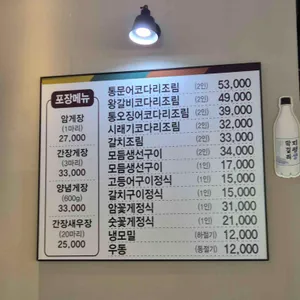 포장메뉴
암게장
(1마리)
27,000
간장게장
(3마리)
33,000
양념게장
(600g)
33,000
간장새우장
(20마리)
25,000
통문어코다리조림 (2인) 53,000
왕갈비코다리조림 (2인) 49,000
통오징어코다리조림 (2인) 39,000
시래기코다리조림 (2인) 32,000
갈치조림 (2인) 33,000
모듬생선구이 (2인) 34,000
모듬생선구이 (1인) 17,000
고등어구이정식 (1인) 15,000
갈치구이정식 (1인) 15,000
암꽃게정식 (1인) 31,000
숫꽃게정식 (1인) 21,000
냉모밀 (하절기) 12,000
우동 (동절기) 12,000